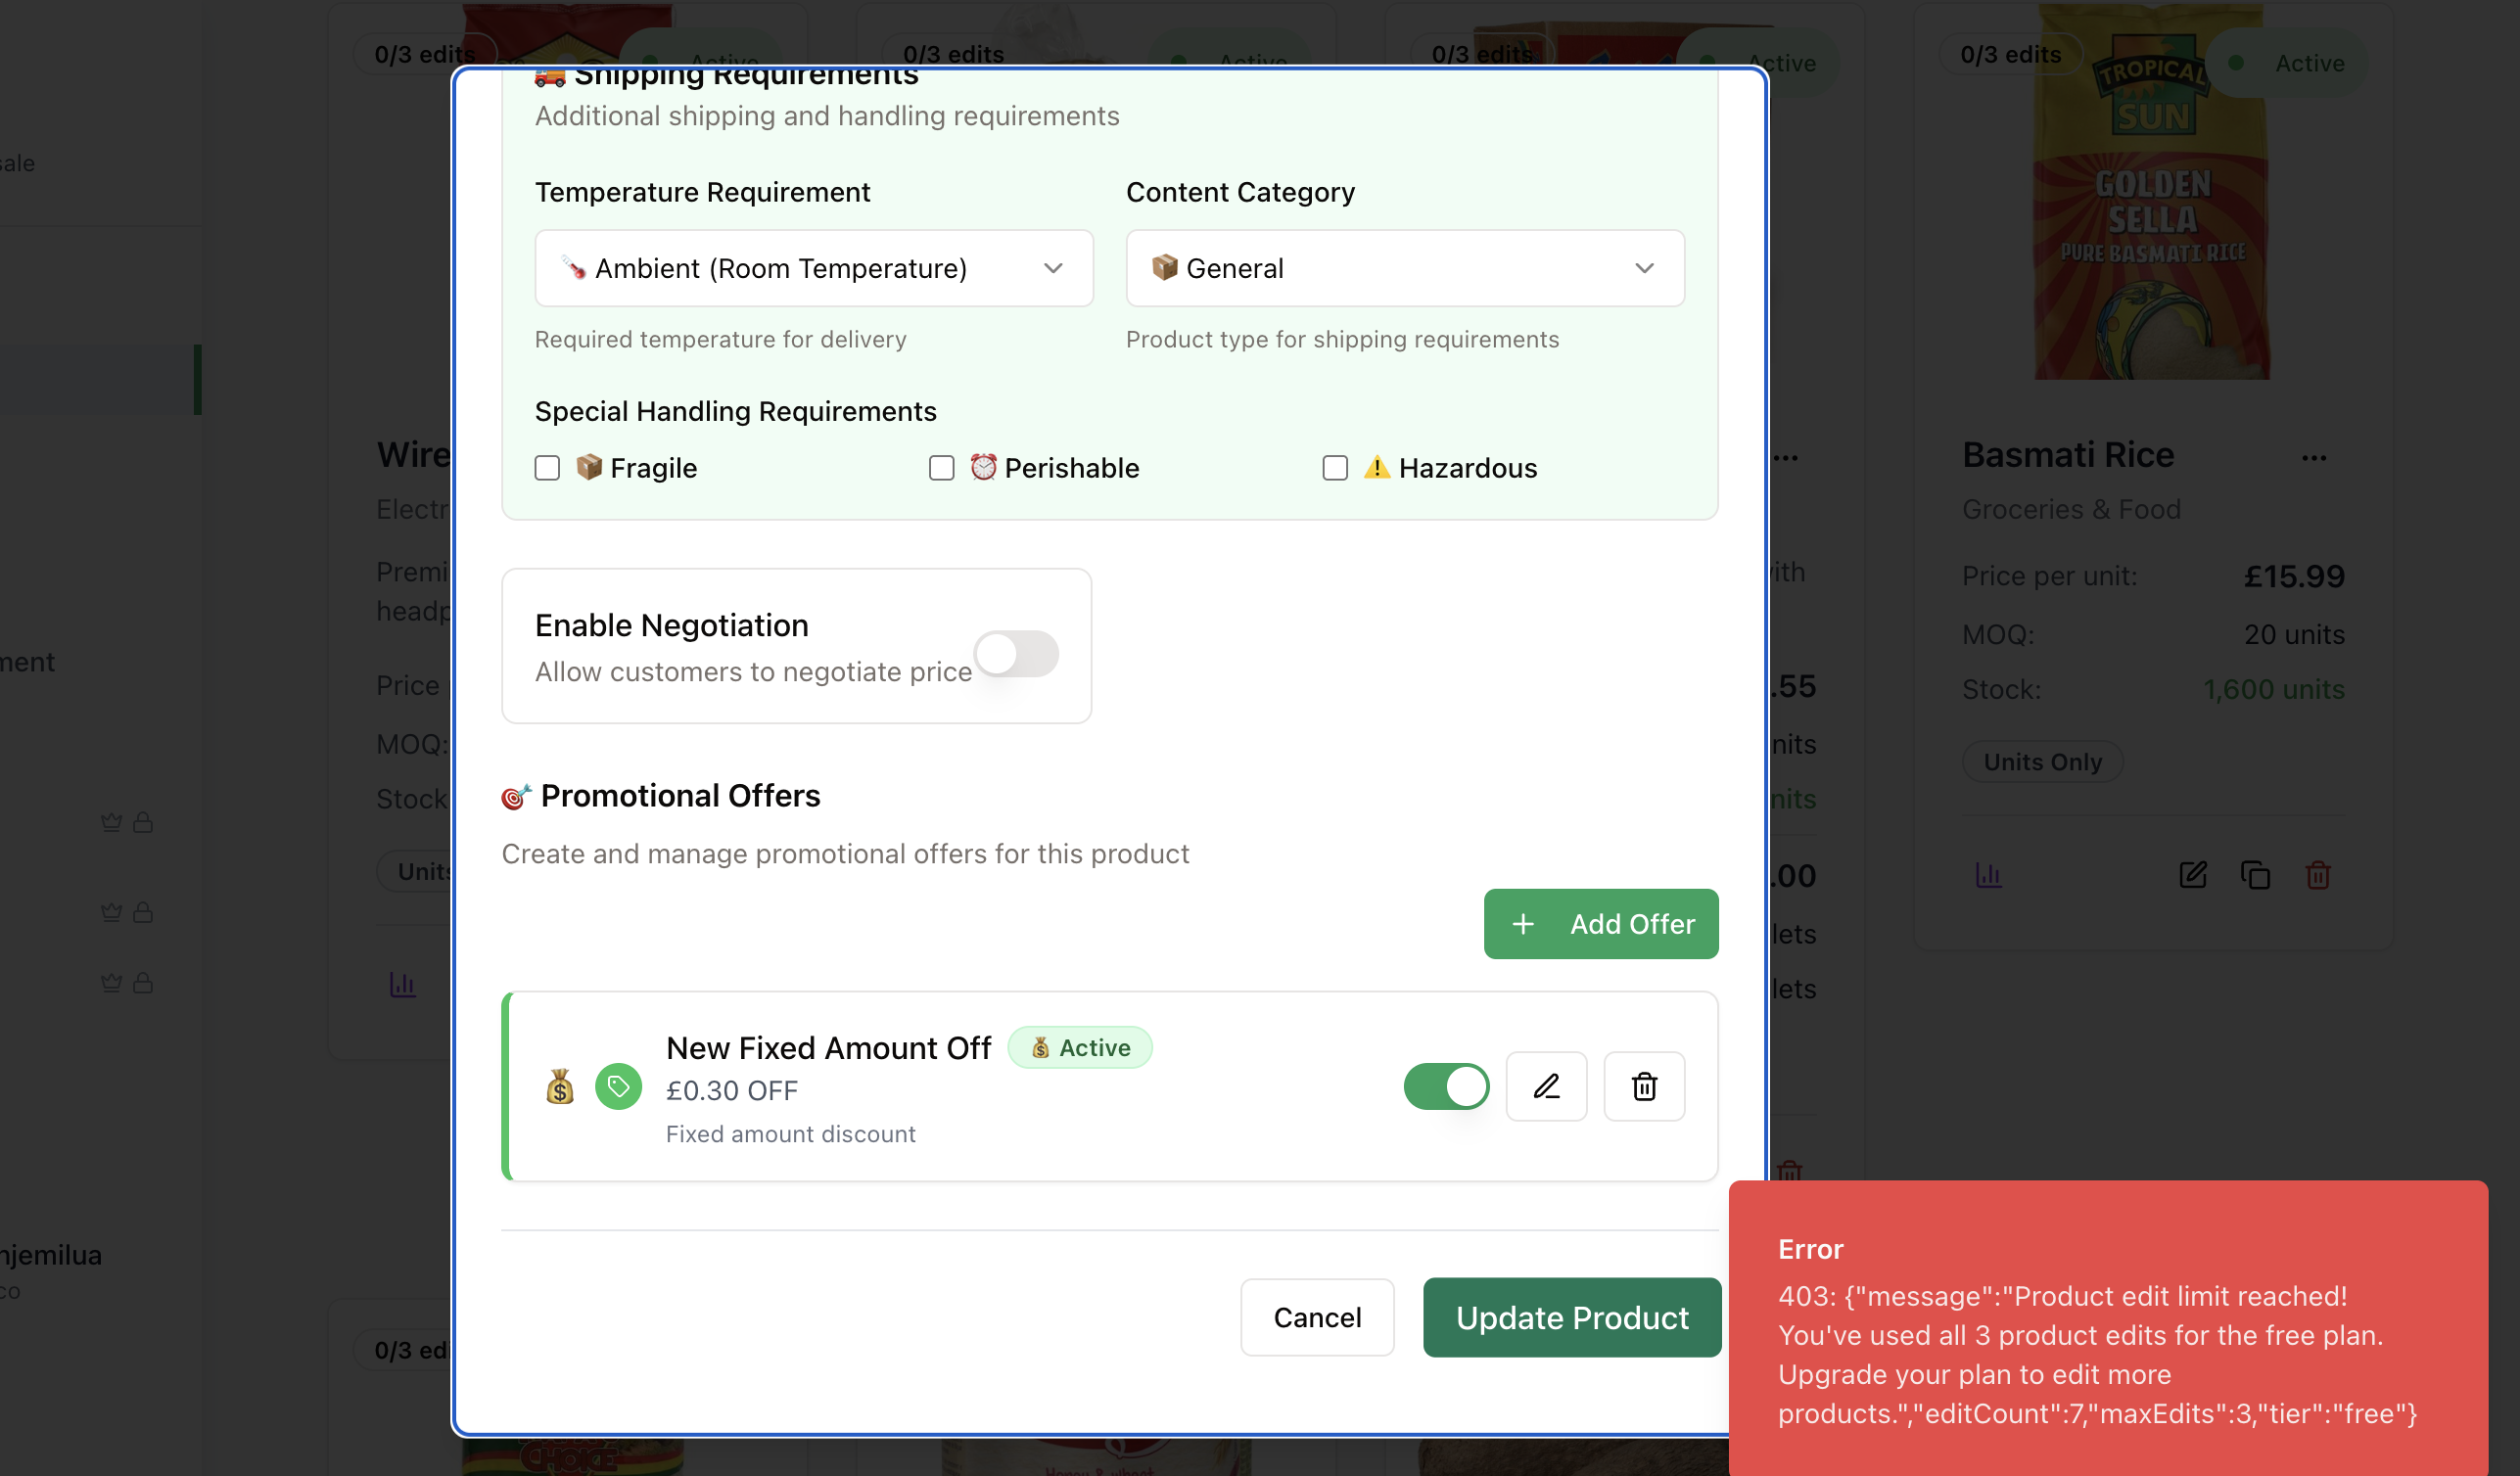 0/3 edits
Active
0/3 edits
Active
0/3 edits
Active
0/3 edits
Active
TROPICAL
SUN
GOLDEN
SELLA
PURE BASMATI RICE
sale
ment
njemilua
co
Wire
Electr
Premi
headp
Price
MOQ:
Stock
Units
0/3 edi
Shipping Requirements
Additional shipping and handling requirements
Temperature Requirement
Content Category
Ambient (Room Temperature)
General
Required temperature for delivery
Product type for shipping requirements
Special Handling Requirements
Fragile
Perishable
Hazardous
Enable Negotiation
Allow customers to negotiate price
Promotional Offers
Create and manage promotional offers for this product
+ Add Offer
New Fixed Amount Off
Active
£0.30 OFF
Fixed amount discount
Cancel
Update Product
...
with
.55
nits
nits
.00
lets
lets
Basmati Rice
...
Groceries & Food
Price per unit:
£15.99
MOQ:
20 units
Stock:
1,600 units
Units Only
Error
403: {"message":"Product edit limit reached!
You've used all 3 product edits for the free plan.
Upgrade your plan to edit more
products.","editCount":7,"maxEdits":3,"tier":"free"}
CHOICE
Honey & wheat